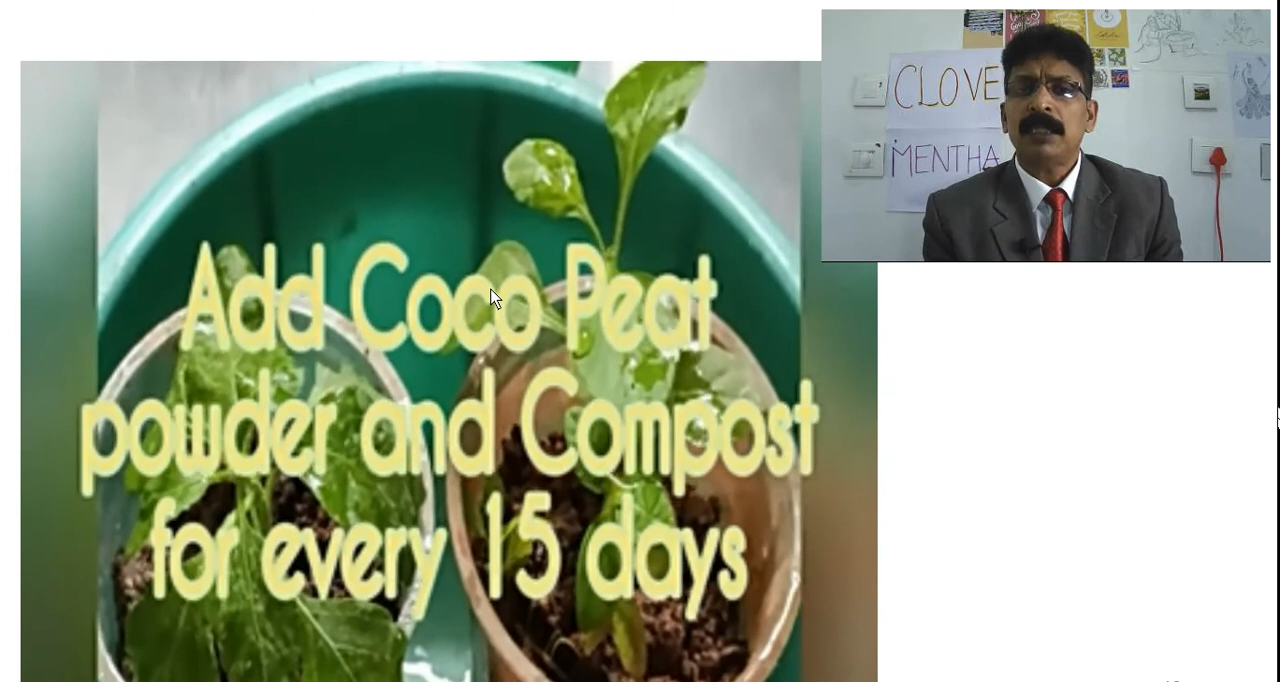 Add Coco Peat
powder and Compost
for every 15 days
CLOVE
MENTHA